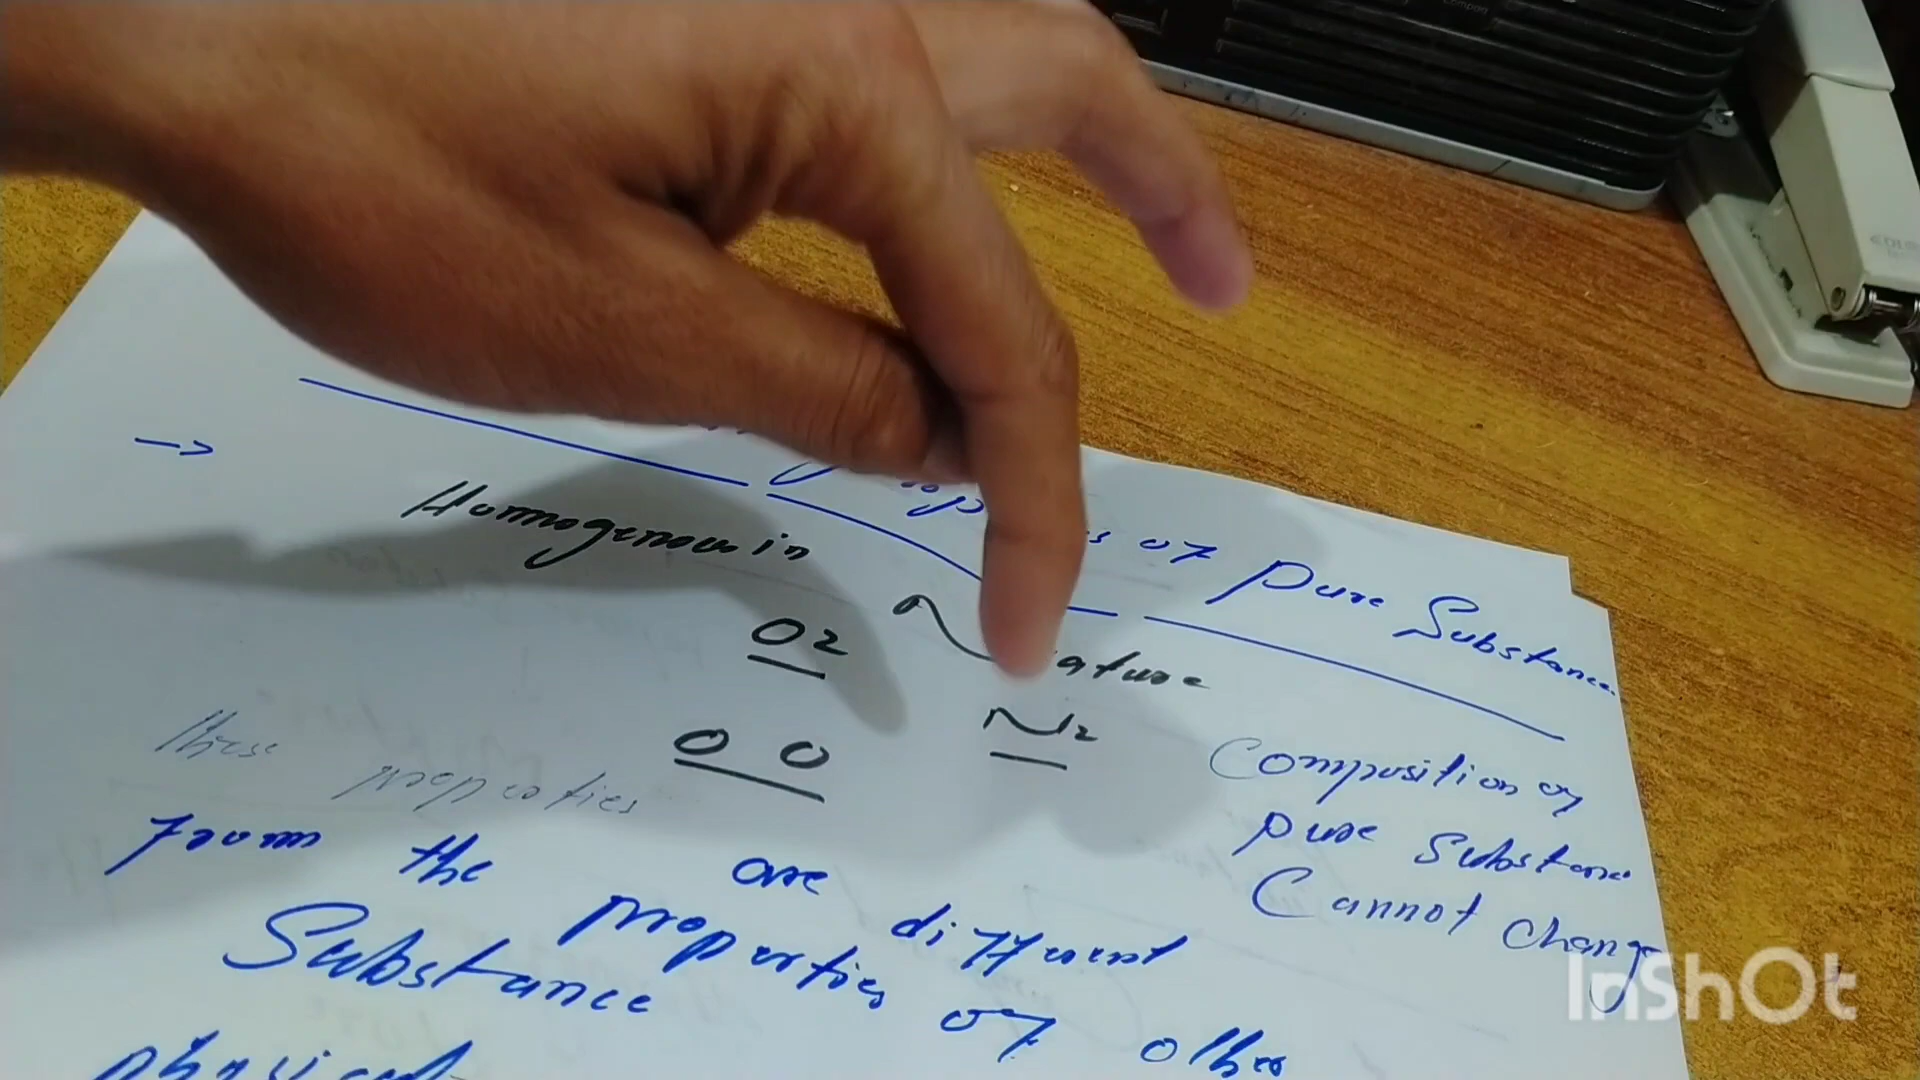 of Pure Substance
→ Homogenous in
Nature
O2
N2
O O
Composition of
pure Substance
Cannot change
these properties
are different
from the properties of other
Substance
physical
InShOt